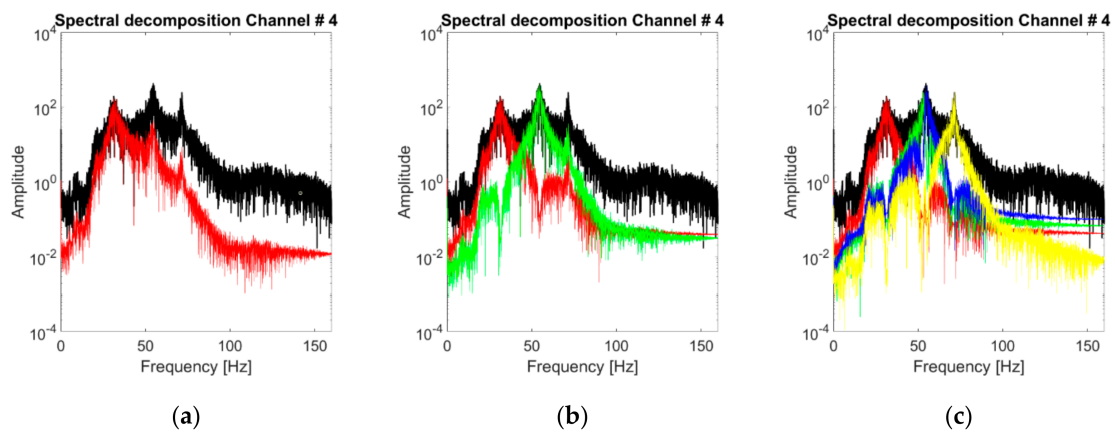 Spectral decomposition Channel # 4
10^4
10^2
10^0
10^-2
10^-4
Amplitude
0 50 100 150
Frequency [Hz]
(a)
Spectral decomposition Channel # 4
10^4
10^2
10^0
10^-2
10^-4
Amplitude
0 50 100 150
Frequency [Hz]
(b)
Spectral decomposition Channel # 4
10^4
10^2
10^0
10^-2
10^-4
Amplitude
0 50 100 150
Frequency [Hz]
(c)